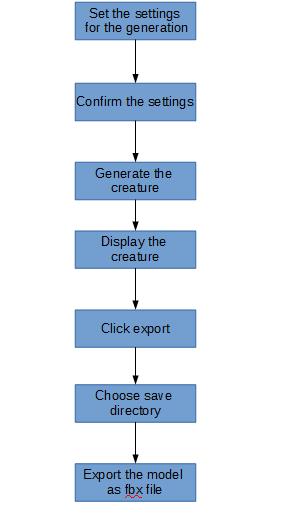 Set the settings
for the generation
Confirm the settings
Generate the
creature
Display the
creature
Click export
Choose save
directory
Export the model
as fbx file